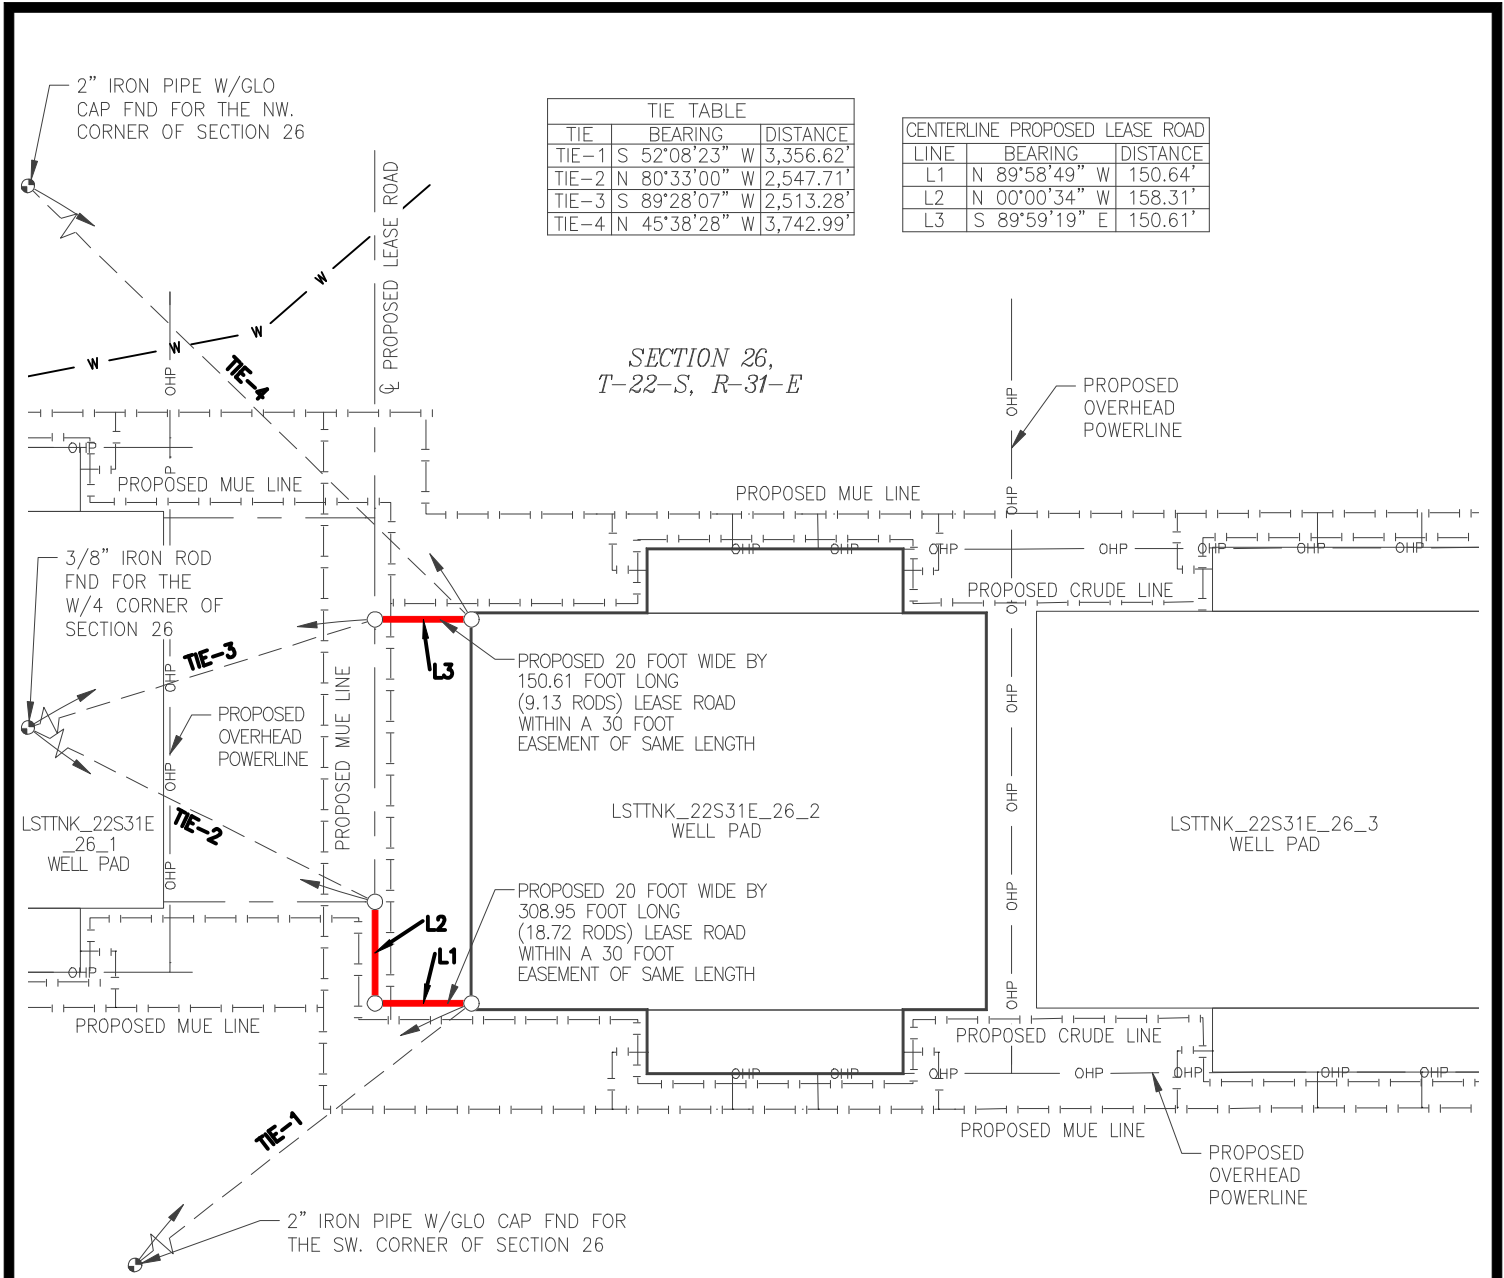 2" IRON PIPE W/GLO
CAP FND FOR THE NW.
CORNER OF SECTION 26
TIE TABLE
TIE BEARING DISTANCE
TIE-1 S 52°08'23" W 3,356.62'
TIE-2 N 80°33'00" W 2,547.71'
TIE-3 S 89°28'07" W 2,513.28'
TIE-4 N 45°38'28" W 3,742.99'
CENTERLINE PROPOSED LEASE ROAD
LINE BEARING DISTANCE
L1 N 89°58'49" W 150.64'
L2 N 00°00'34" W 158.31'
L3 S 89°59'19" E 150.61'
℄ PROPOSED LEASE ROAD
W
W
W
W
TIE-4
OHP
SECTION 26,
T-22-S, R-31-E
OHP
PROPOSED
OVERHEAD
POWERLINE
OHP
OHP
PROPOSED MUE LINE
PROPOSED MUE LINE
OHP
3/8" IRON ROD
FND FOR THE
W/4 CORNER OF
SECTION 26
OHP
OHP
OHP
OHP
OHP
OHP
OHP
PROPOSED CRUDE LINE
OHP
TIE-3
OHP
L3
PROPOSED 20 FOOT WIDE BY
150.61 FOOT LONG
(9.13 RODS) LEASE ROAD
WITHIN A 30 FOOT
EASEMENT OF SAME LENGTH
OHP
PROPOSED
OVERHEAD
POWERLINE
PROPOSED MUE LINE
OHP
OHP
LSTTNK_22S31E
_26_1
WELL PAD
TIE-2
LSTTNK_22S31E_26_2
WELL PAD
LSTTNK_22S31E_26_3
WELL PAD
OHP
OHP
PROPOSED 20 FOOT WIDE BY
308.95 FOOT LONG
(18.72 RODS) LEASE ROAD
WITHIN A 30 FOOT
EASEMENT OF SAME LENGTH
L2
L1
OHP
OHP
PROPOSED MUE LINE
PROPOSED CRUDE LINE
OHP
OHP
OHP
OHP
OHP
OHP
OHP
TIE-1
PROPOSED MUE LINE
PROPOSED
OVERHEAD
POWERLINE
2" IRON PIPE W/GLO CAP FND FOR
THE SW. CORNER OF SECTION 26